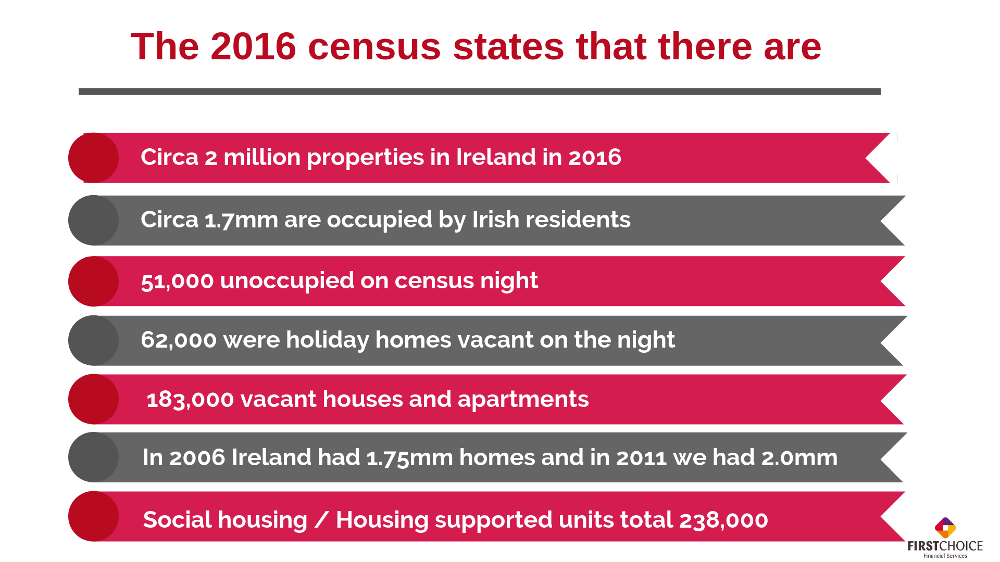 The 2016 census states that there are
Circa 2 million properties in Ireland in 2016
Circa 1.7mm are occupied by Irish residents
51,000 unoccupied on census night
62,000 were holiday homes vacant on the night
183,000 vacant houses and apartments
In 2006 Ireland had 1.75mm homes and in 2011 we had 2.0mm
Social housing / Housing supported units total 238,000
FIRSTCHOICE
Financial Services